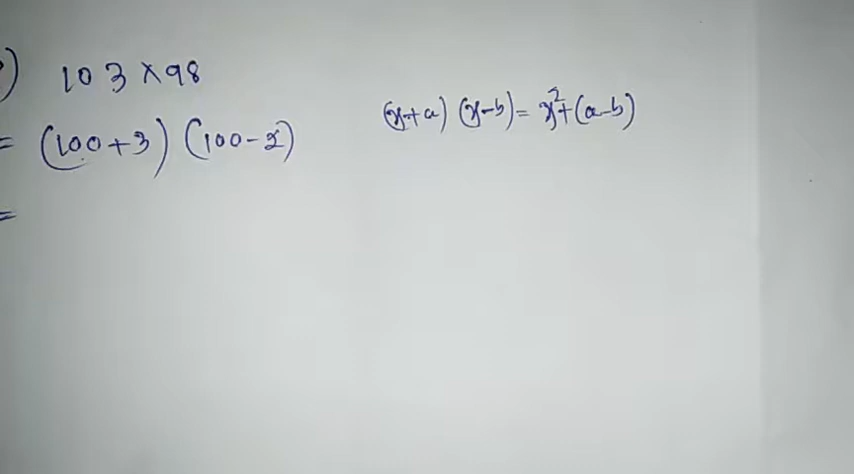 ) 103 × 98
= (100 + 3) (100 - 2)
(x+a) (x-b) = x² + (a-b)
=